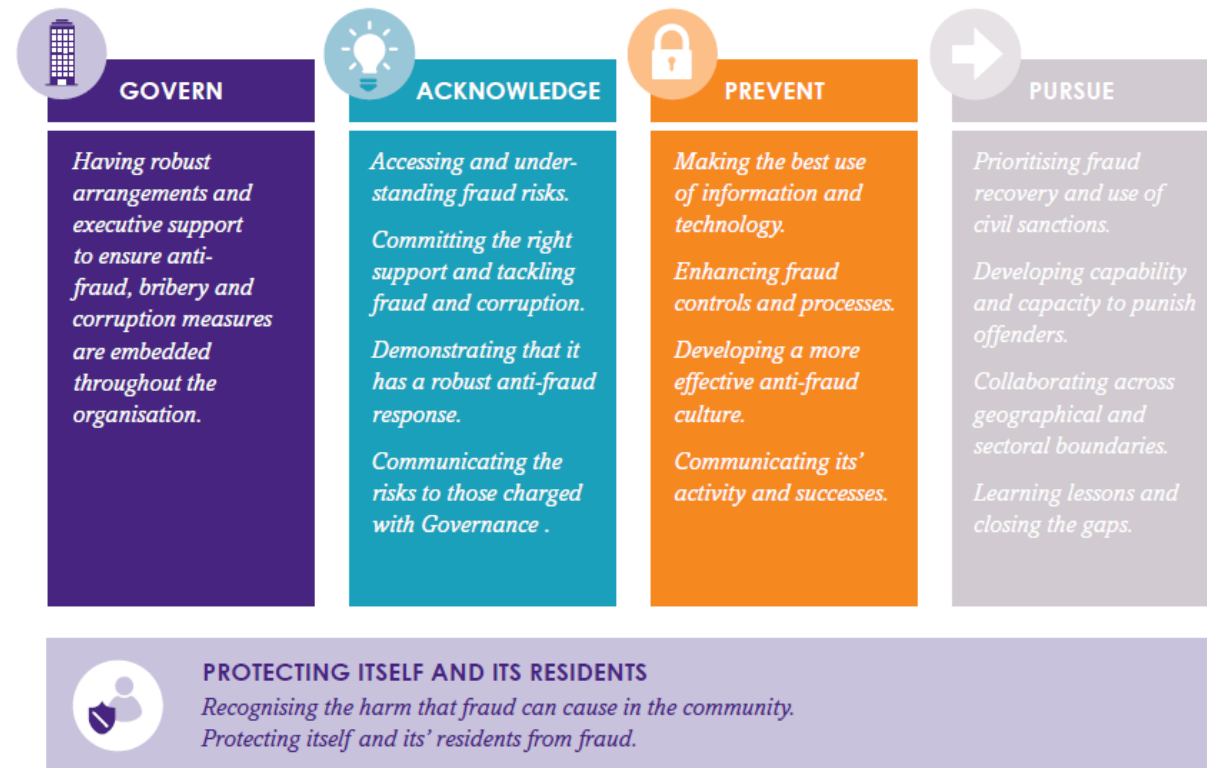 GOVERN
Having robust
arrangements and
executive support
to ensure anti-
fraud, bribery and
corruption measures
are embedded
throughout the
organisation.
ACKNOWLEDGE
Accessing and under-
standing fraud risks.
Committing the right
support and tackling
fraud and corruption.
Demonstrating that it
has a robust anti-fraud
response.
Communicating the
risks to those charged
with Governance .
PREVENT
Making the best use
of information and
technology.
Enhancing fraud
controls and processes.
Developing a more
effective anti-fraud
culture.
Communicating its’
activity and successes.
PURSUE
Prioritising fraud
recovery and use of
civil sanctions.
Developing capability
and capacity to punish
offenders.
Collaborating across
geographical and
sectoral boundaries.
Learning lessons and
closing the gaps.
PROTECTING ITSELF AND ITS RESIDENTS
Recognising the harm that fraud can cause in the community.
Protecting itself and its’ residents from fraud.